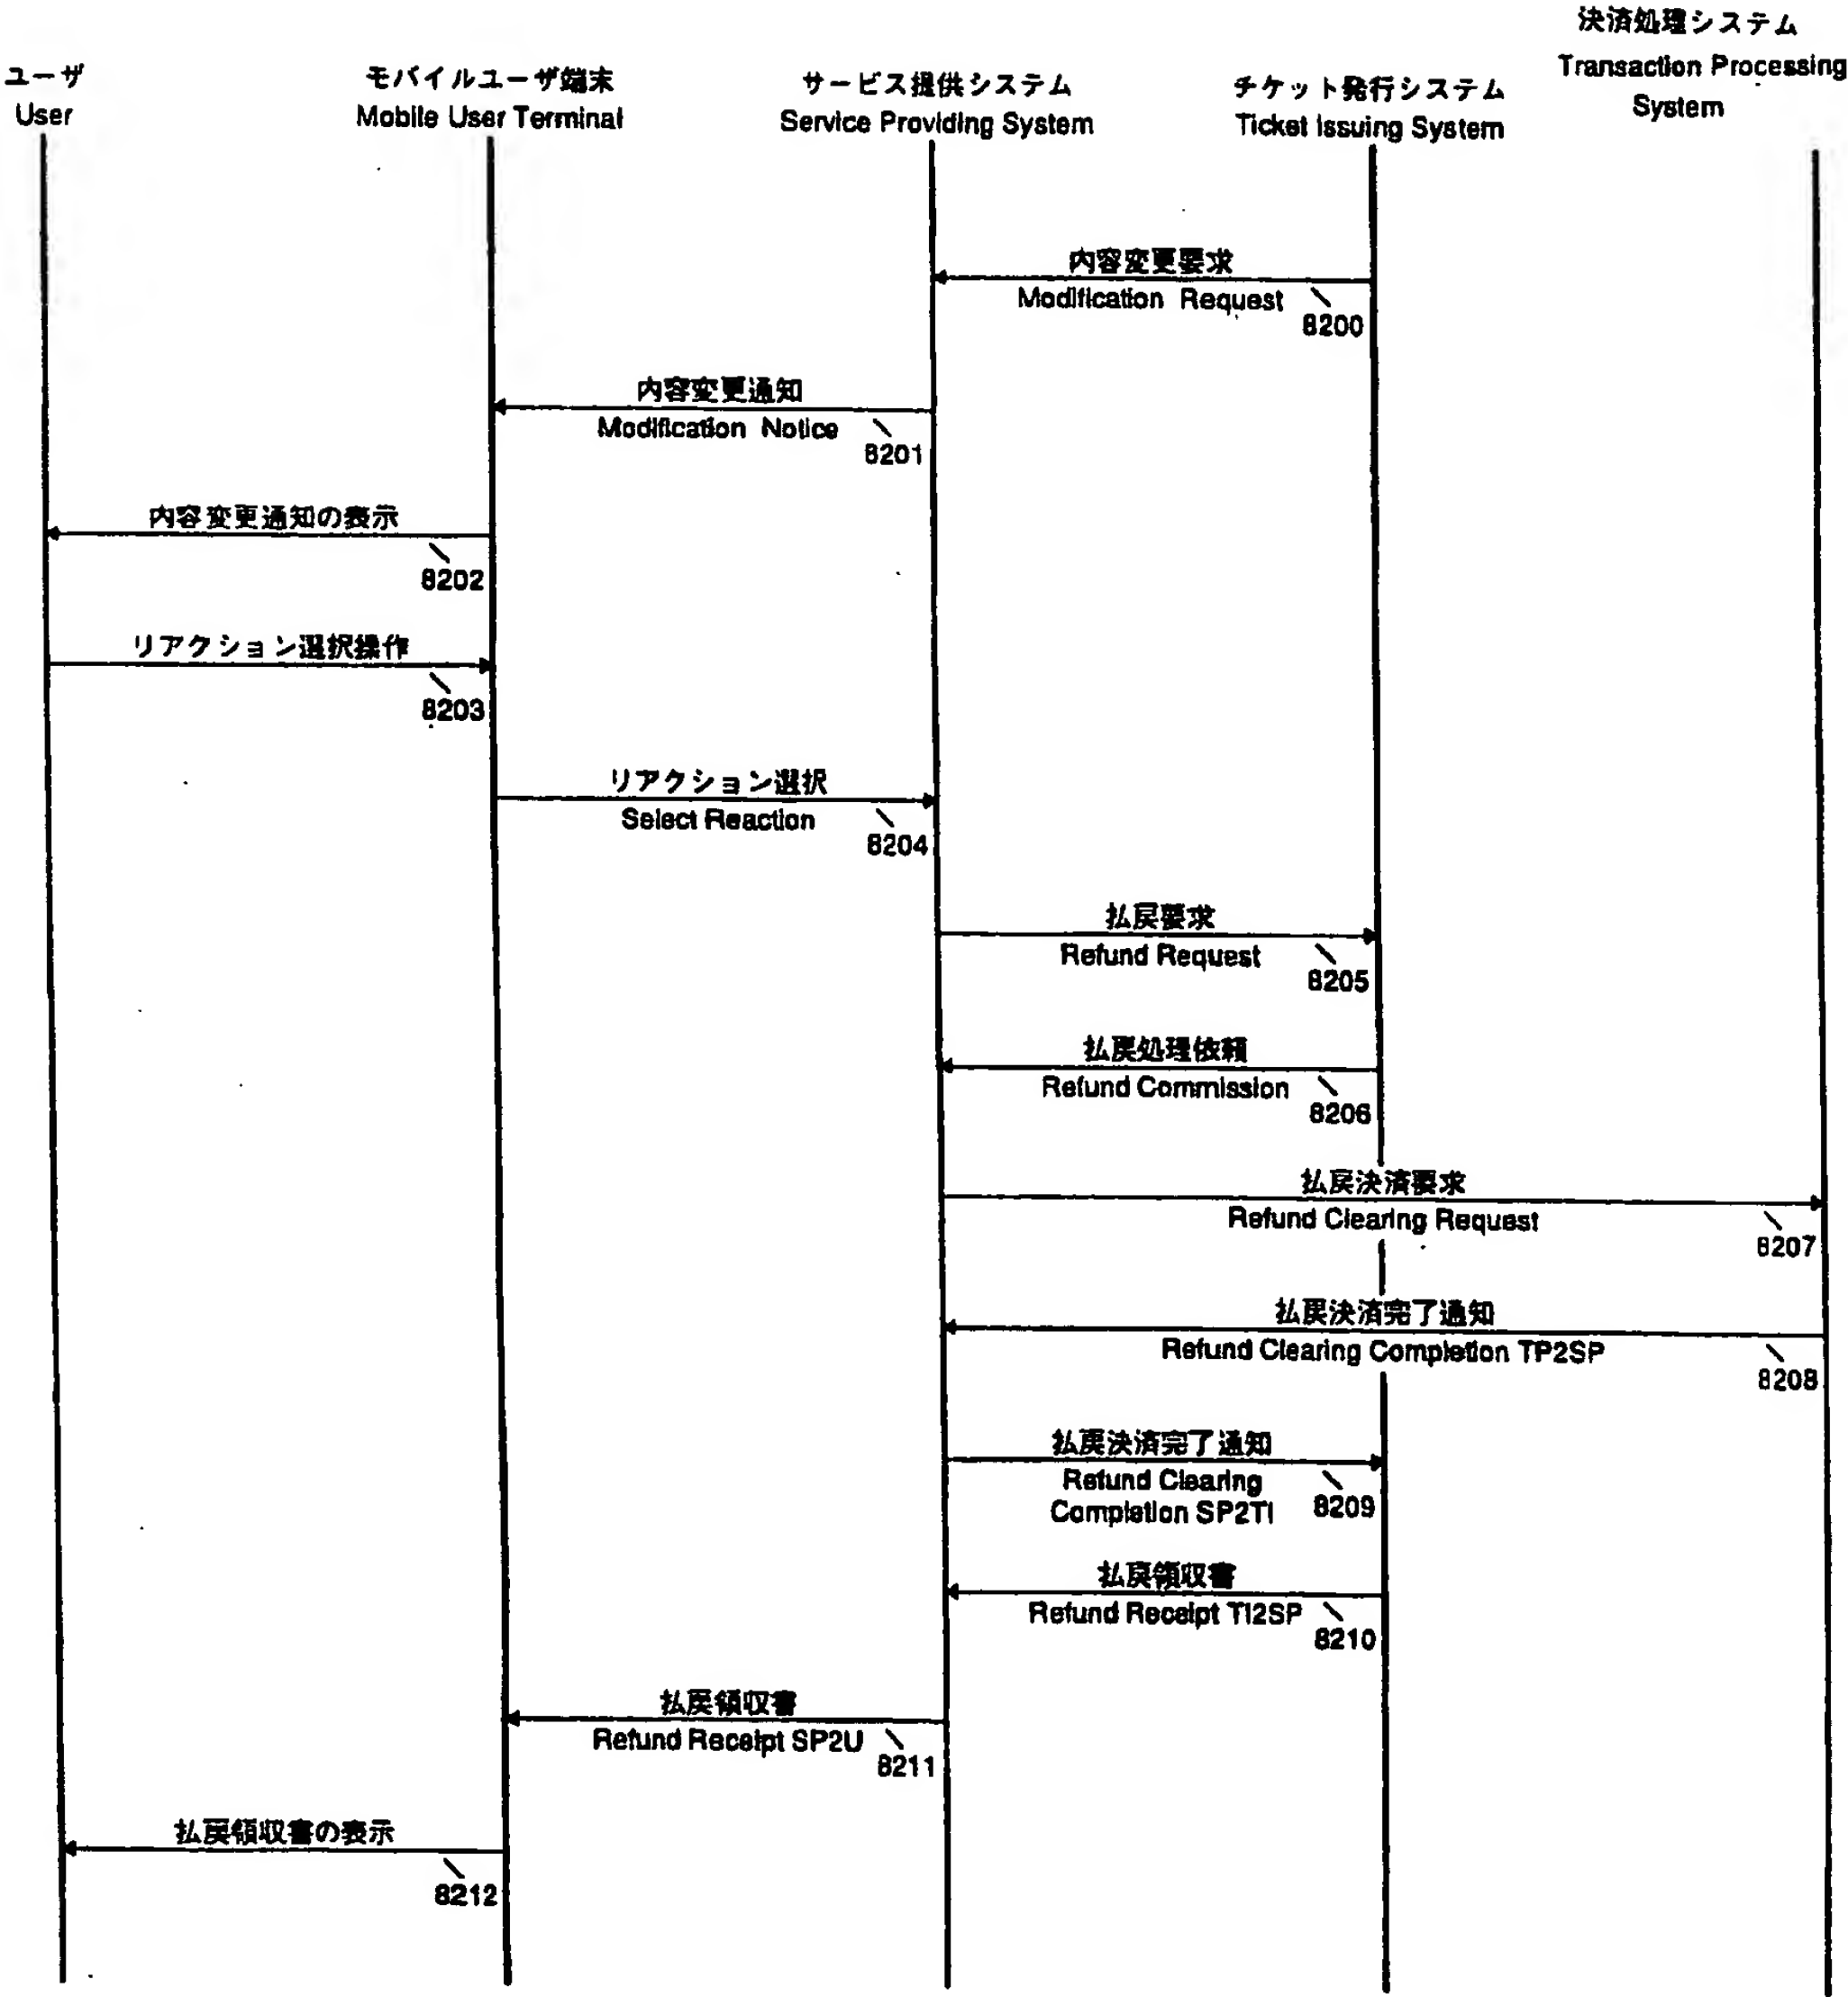 決済処理システム
Transaction Processing
System
ユーザ
User
モバイルユーザ端末
Mobile User Terminal
サービス提供システム
Service Providing System
チケット発行システム
Ticket Issuing System
内容変更要求
Modification Request
8200
内容変更通知
Modification Notice
8201
内容変更通知の表示
8202
リアクション選択操作
8203
リアクション選択
Select Reaction
8204
払戻要求
Refund Request
8205
払戻処理依頼
Refund Commission
8206
払戻決済要求
Refund Clearing Request
8207
払戻決済完了通知
Refund Clearing Completion TP2SP
8208
払戻決済完了通知
Refund Clearing
Completion SP2TI
8209
払戻領収書
Refund Receipt TI2SP
8210
払戻領収書
Refund Receipt SP2U
8211
払戻領収書の表示
8212